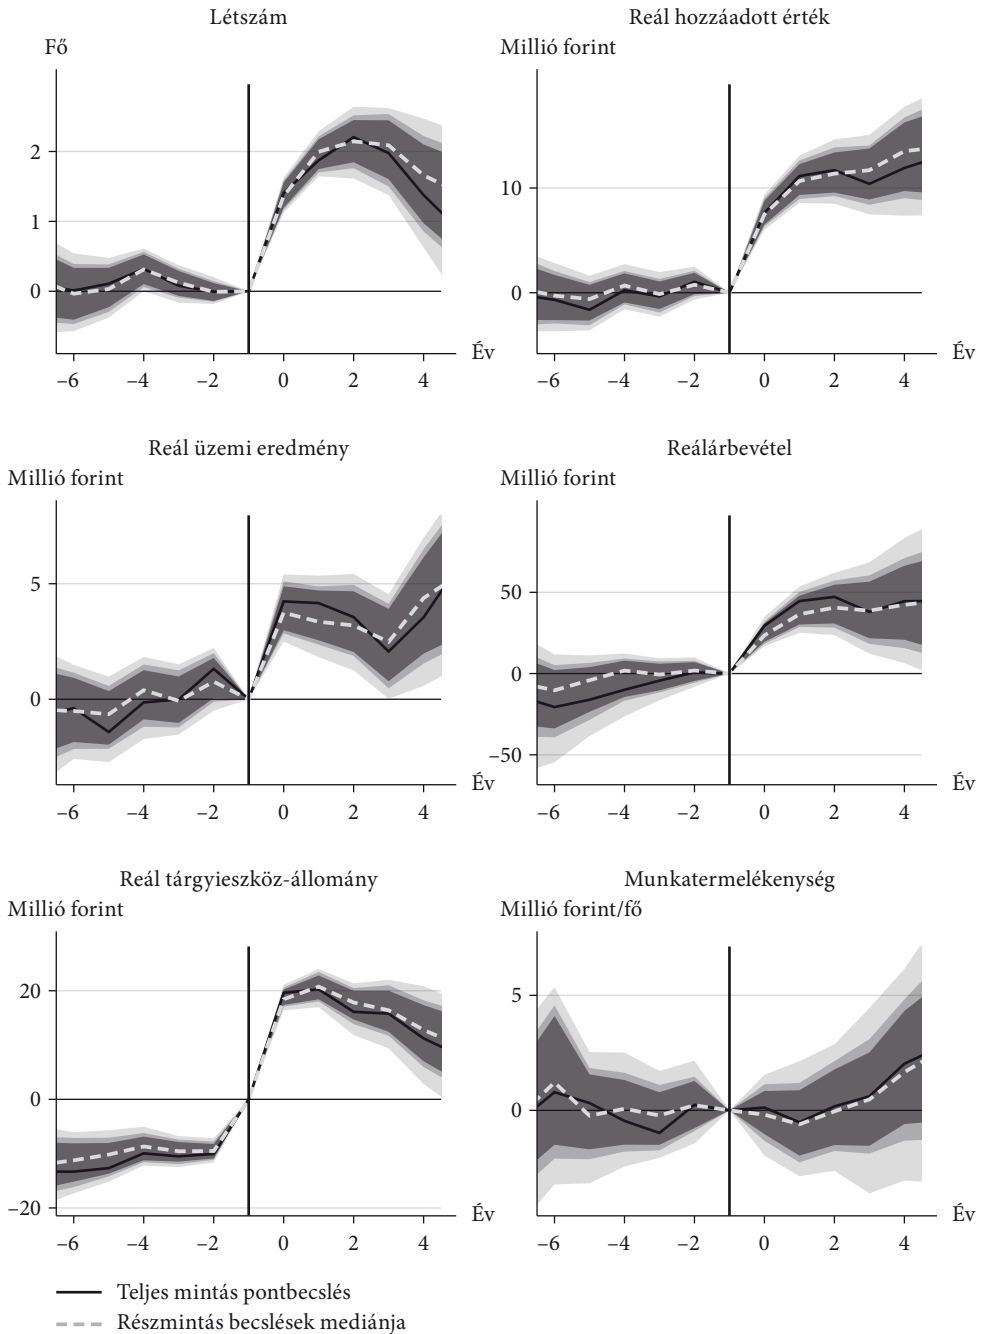 Létszám
Fő
2
1
0
Év
–6 –4 –2 0 2 4
Reál hozzáadott érték
Millió forint
10
0
Év
–6 –4 –2 0 2 4
Reál üzemi eredmény
Millió forint
5
0
Év
–6 –4 –2 0 2 4
Reálárbevétel
Millió forint
50
0
–50
Év
–6 –4 –2 0 2 4
Reál tárgyieszköz-állomány
Millió forint
20
0
–20
Év
–6 –4 –2 0 2 4
Munkatermelékenység
Millió forint/fő
5
0
Év
–6 –4 –2 0 2 4
Teljes mintás pontbecslés
Részmintás becslések mediánja